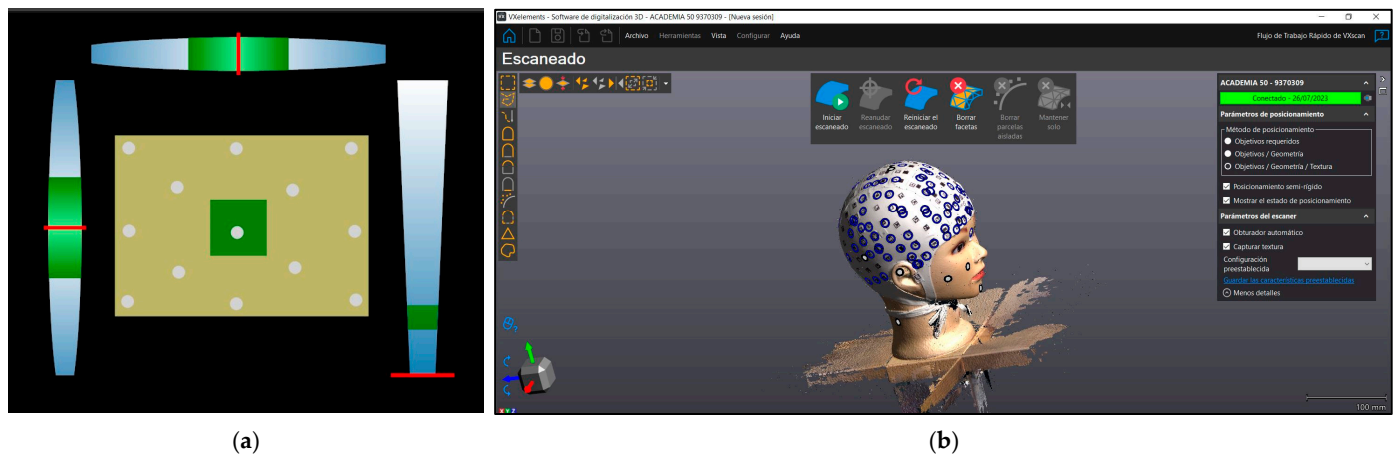 VXelements - Software de digitalización 3D - ACADEMIA 50 9370309 - [Nueva sesión]
Archivo Herramientas Vista Configurar Ayuda
Flujo de Trabajo Rápido de VXscan
Escaneado
Iniciar escaneado
Reanudar escaneado
Reiniciar el escaneado
Borrar facetas
Borrar parcelas aisladas
Mantener solo
ACADEMIA 50 - 9370309
Conectado - 26/07/2023
Parámetros de posicionamiento
Método de posicionamiento
Objetivos requeridos
Objetivos / Geometría
Objetivos / Geometría / Textura
Posicionamiento semi-rígido
Mostrar el estado de posicionamiento
Parámetros del escaner
Obturador automático
Capturar textura
Configuración
preestablecida
Guardar las características preestablecidas
Menos detalles
X Y Z
100 mm
(a)
(b)